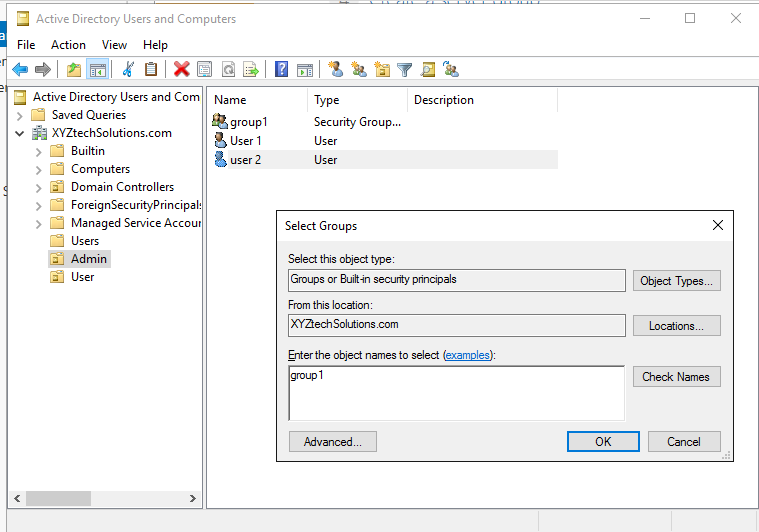 Active Directory Users and Computers
File Action View Help
Active Directory Users and Com
Saved Queries
XYZtechSolutions.com
Builtin
Computers
Domain Controllers
ForeignSecurityPrincipals
Managed Service Accour
Users
Admin
User
Name Type Description
group1 Security Group...
User 1 User
user 2 User
Select Groups
Select this object type:
Groups or Built-in security principals
Object Types...
From this location:
XYZtechSolutions.com
Locations...
Enter the object names to select (examples):
group1
Check Names
Advanced...
OK
Cancel